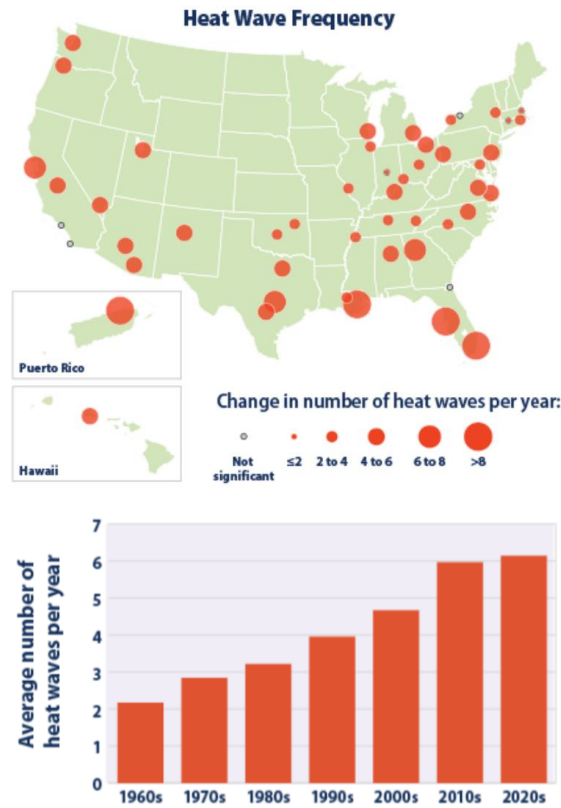 Heat Wave Frequency
Puerto Rico
Hawaii
Change in number of heat waves per year:
Not
significant
≤2
2 to 4
4 to 6
6 to 8
>8
Average number of
heat waves per year
7
6
5
4
3
2
1
0
1960s
1970s
1980s
1990s
2000s
2010s
2020s